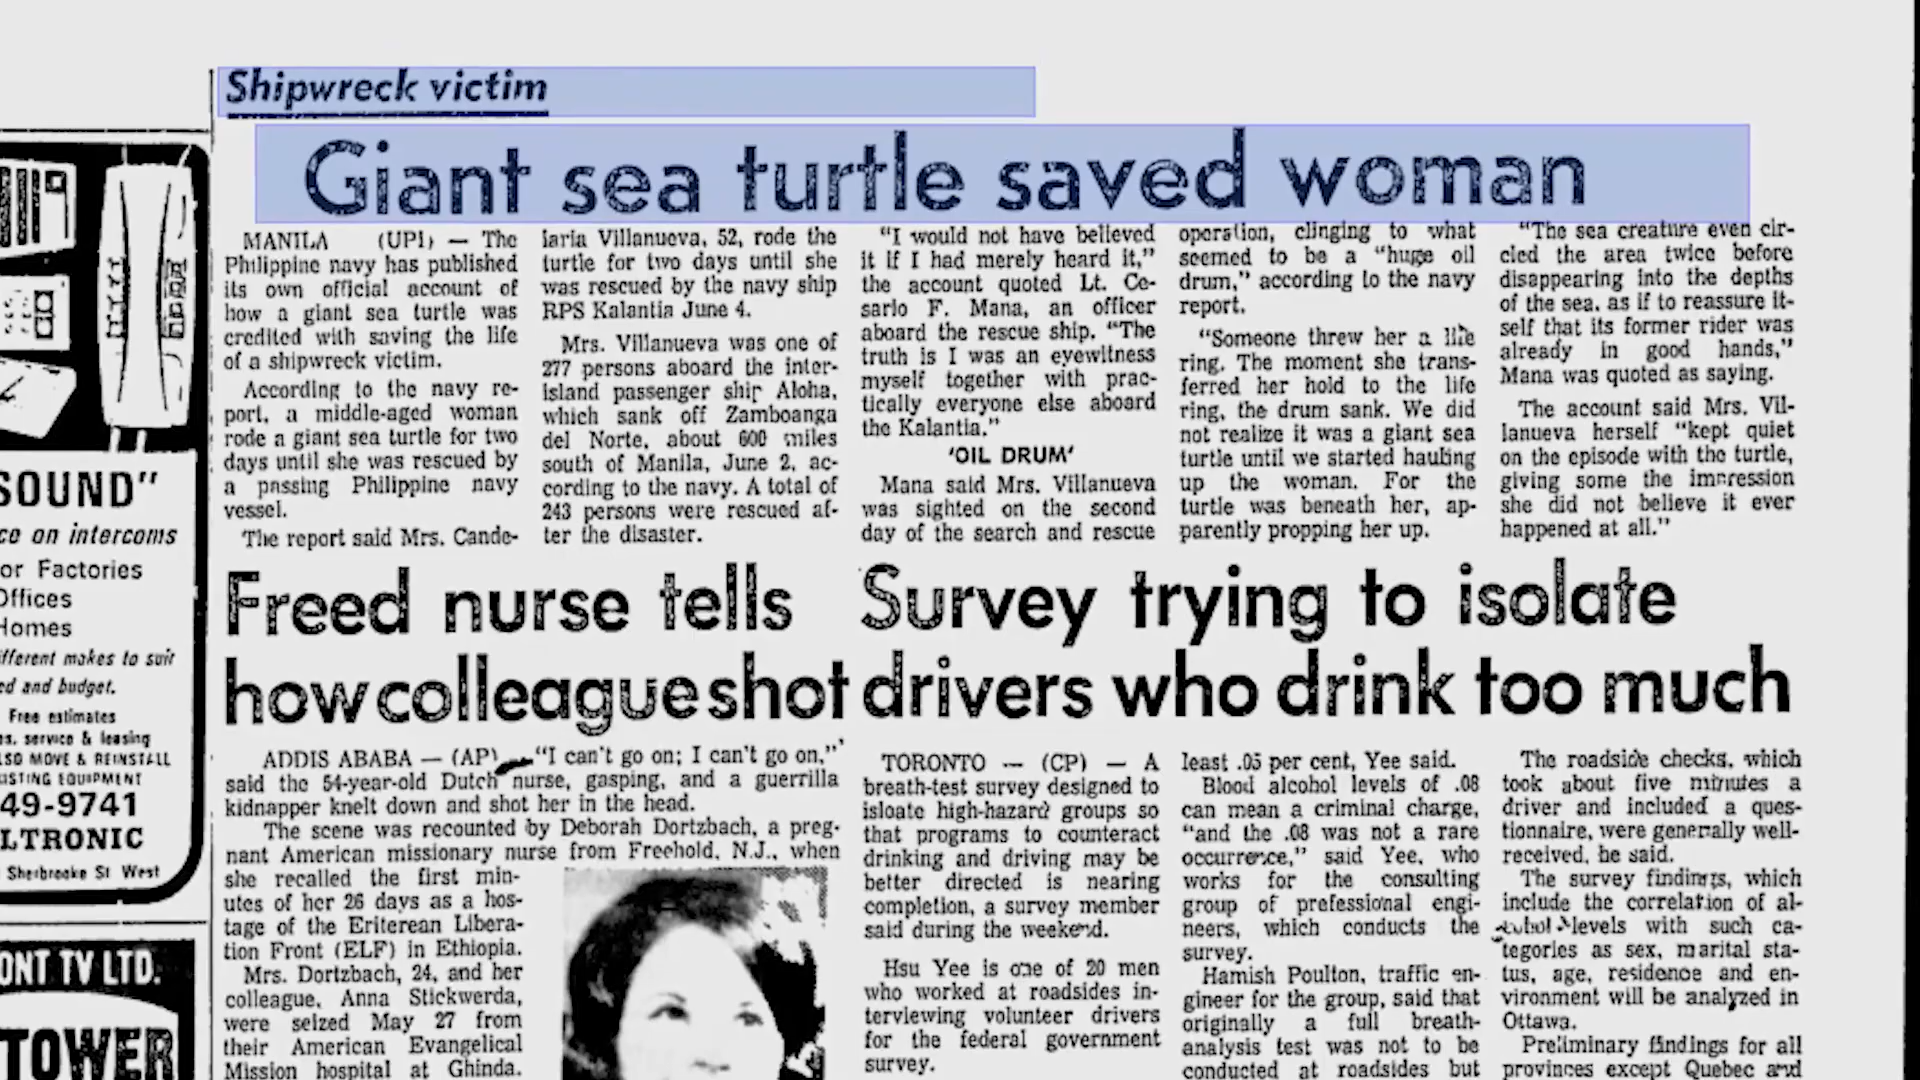 Shipwreck victim
Giant sea turtle saved woman
MANILA (UPI) — The
Philippine navy has published
its own official account of
how a giant sea turtle was
credited with saving the life
of a shipwreck victim.
According to the navy re-
port, a middle-aged woman
rode a giant sea turtle for two
days until she was rescued by
a passing Philippine navy
vessel.
The report said Mrs. Cande-
laria Villanueva, 52, rode the
turtle for two days until she
was rescued by the navy ship
RPS Kalantia June 4.
Mrs. Villanueva was one of
277 persons aboard the inter-
island passenger ship Aloha,
which sank off Zamboanga
del Norte, about 600 miles
south of Manila, June 2, ac-
cording to the navy. A total of
243 persons were rescued af-
ter the disaster.
"I would not have believed
it if I had merely heard it,"
the account quoted Lt. Ce-
sario F. Mana, an officer
aboard the rescue ship. "The
truth is I was an eyewitness
myself together with prac-
tically everyone else aboard
the Kalantia."
'OIL DRUM'
Mana said Mrs. Villanueva
was sighted on the second
day of the search and rescue
operation, clinging to what
seemed to be a "huge oil
drum," according to the navy
report.
"Someone threw her a life
ring. The moment she trans-
ferred her hold to the life
ring, the drum sank. We did
not realize it was a giant sea
turtle until we started hauling
up the woman. For the
turtle was beneath her, ap-
parently propping her up.
"The sea creature even cir-
cled the area twice before
disappearing into the depths
of the sea, as if to reassure it-
self that its former rider was
already in good hands,"
Mana was quoted as saying.
The account said Mrs. Vil-
lanueva herself "kept quiet
on the episode with the turtle,
giving some the impression
she did not believe it ever
happened at all."
Freed nurse tells
how colleague shot
ADDIS ABABA — (AP) — "I can't go on; I can't go on,"
said the 54-year-old Dutch nurse, gasping, and a guerrilla
kidnapper knelt down and shot her in the head.
The scene was recounted by Deborah Dortzbach, a preg-
nant American missionary nurse from Freehold, N.J., when
she recalled the first min-
utes of her 26 days as a hos-
tage of the Eriterean Libera-
tion Front (ELF) in Ethiopia.
Mrs. Dortzbach, 24, and her
colleague, Anna Stickwerda,
were seized May 27 from
their American Evangelical
Mission hospital at Ghinda.
Survey trying to isolate
drivers who drink too much
TORONTO — (CP) — A
breath-test survey designed to
isloate high-hazard groups so
that programs to counteract
drinking and driving may be
better directed is nearing
completion, a survey member
said during the weekend.
Hsu Yee is one of 20 men
who worked at roadsides in-
terviewing volunteer drivers
for the federal government
survey.
least .05 per cent, Yee said.
Blood alcohol levels of .08
can mean a criminal charge,
"and the .08 was not a rare
occurrence," said Yee, who
works for the consulting
group of prefessional engi-
neers, which conducts the
survey.
Hamish Poulton, traffic en-
gineer for the group, said that
originally a full breath-
analysis test was not to be
conducted at roadsides but
The roadside checks, which
took about five minutes a
driver and included a ques-
tionnaire, were generally well-
received, he said.
The survey findings, which
include the correlation of al-
cohol levels with such ca-
tegories as sex, marital sta-
tus, age, residence and en-
vironment will be analyzed in
Ottawa.
Preliminary findings for all
provinces except Quebec and
SOUND"
on intercoms
or Factories
Offices
Homes
different makes to suit
and budget.
Free estimates
service & leasing
MOVE & REINSTALL
EQUIPMENT
49-9741
LTRONIC
Sherbrooke St West
ONT TV LTD.
TOWER